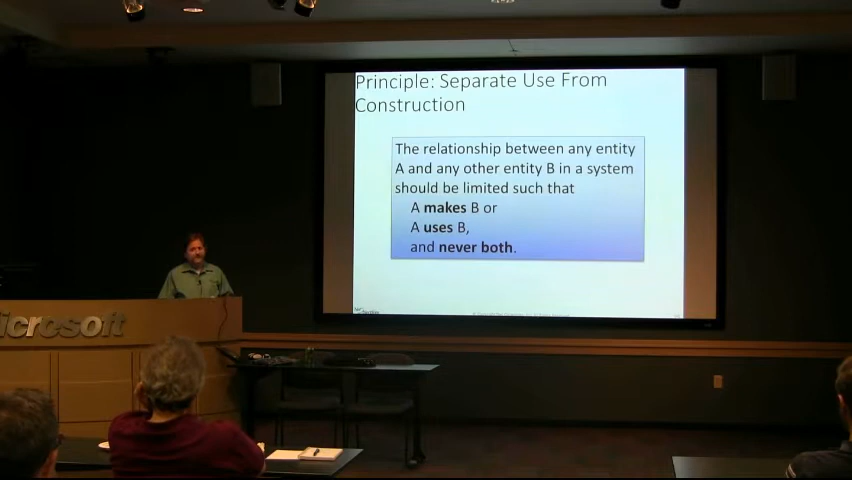 Principle: Separate Use From
Construction
The relationship between any entity
A and any other entity B in a system
should be limited such that
A makes B or
A uses B,
and never both.
icrosoft